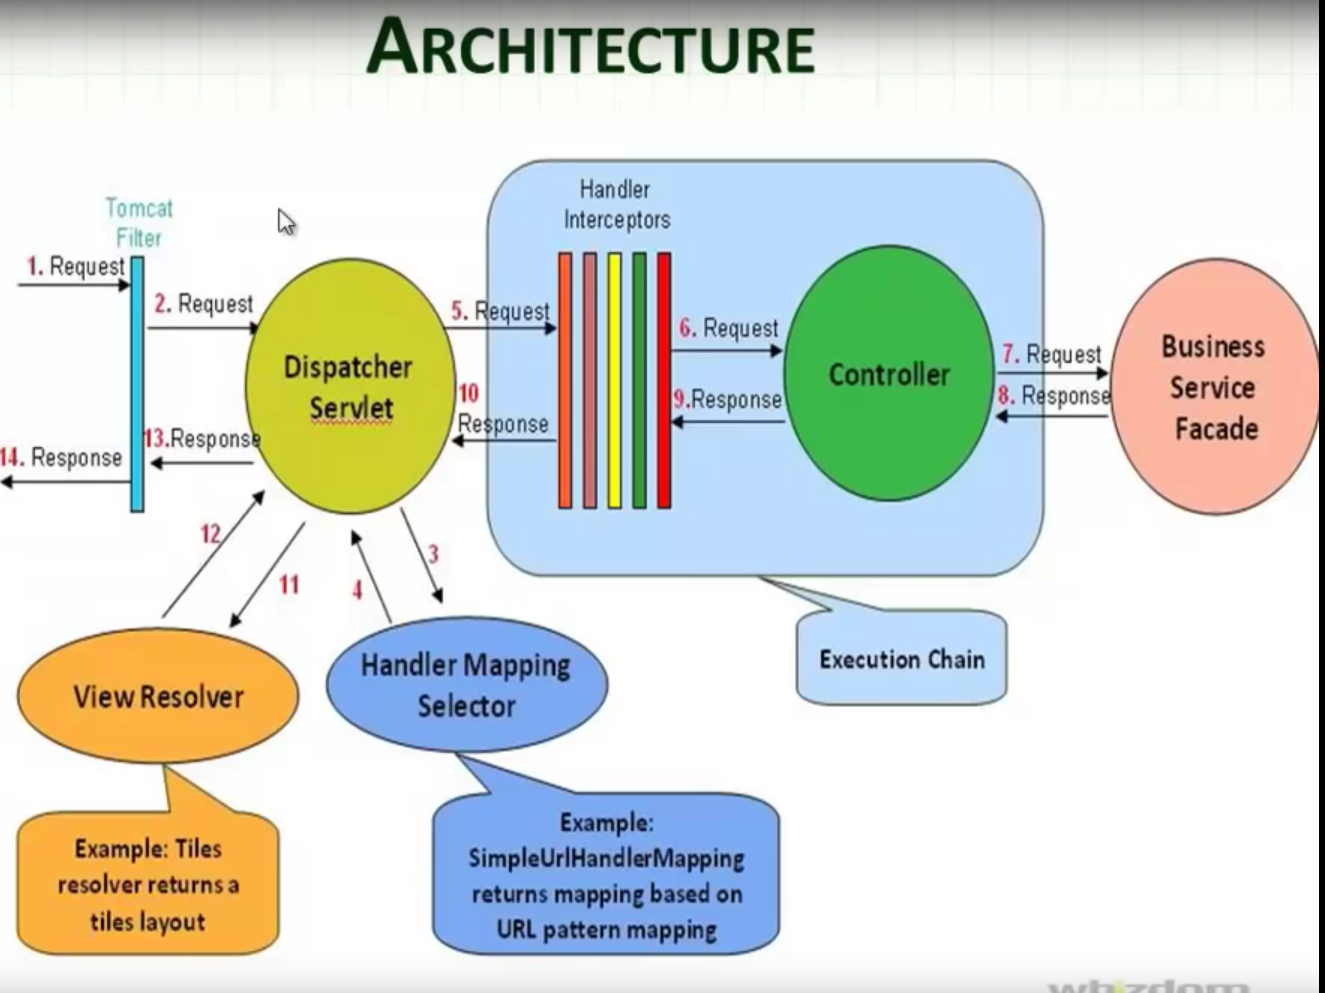 ARCHITECTURE
Tomcat
Filter
1. Request
2. Request
Dispatcher
Servlet
Handler
Interceptors
5. Request
6. Request
Controller
7. Request
8. Response
Business
Service
Facade
9.Response
10
Response
13.Response
14. Response
12
11
4
3
View Resolver
Handler Mapping
Selector
Execution Chain
Example: Tiles
resolver returns a
tiles layout
Example:
SimpleUrlHandlerMapping
returns mapping based on
URL pattern mapping